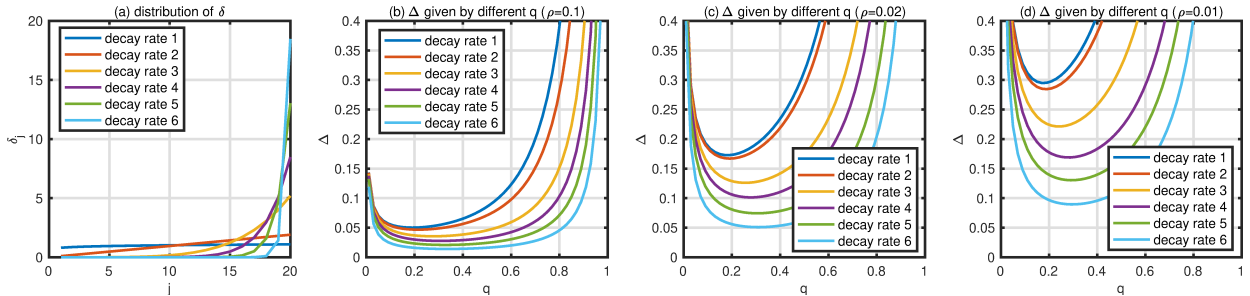 (a) distribution of δ
20
15
10
5
0
0 5 10 15 20
δj
j
decay rate 1
decay rate 2
decay rate 3
decay rate 4
decay rate 5
decay rate 6
(b) Δ given by different q (ρ=0.1)
0.4
0.35
0.3
0.25
0.2
0.15
0.1
0.05
0
0 0.2 0.4 0.6 0.8 1
Δ
q
decay rate 1
decay rate 2
decay rate 3
decay rate 4
decay rate 5
decay rate 6
(c) Δ given by different q (ρ=0.02)
0.4
0.35
0.3
0.25
0.2
0.15
0.1
0.05
0
0 0.2 0.4 0.6 0.8 1
Δ
q
decay rate 1
decay rate 2
decay rate 3
decay rate 4
decay rate 5
decay rate 6
(d) Δ given by different q (ρ=0.01)
0.4
0.35
0.3
0.25
0.2
0.15
0.1
0.05
0
0 0.2 0.4 0.6 0.8 1
Δ
q
decay rate 1
decay rate 2
decay rate 3
decay rate 4
decay rate 5
decay rate 6